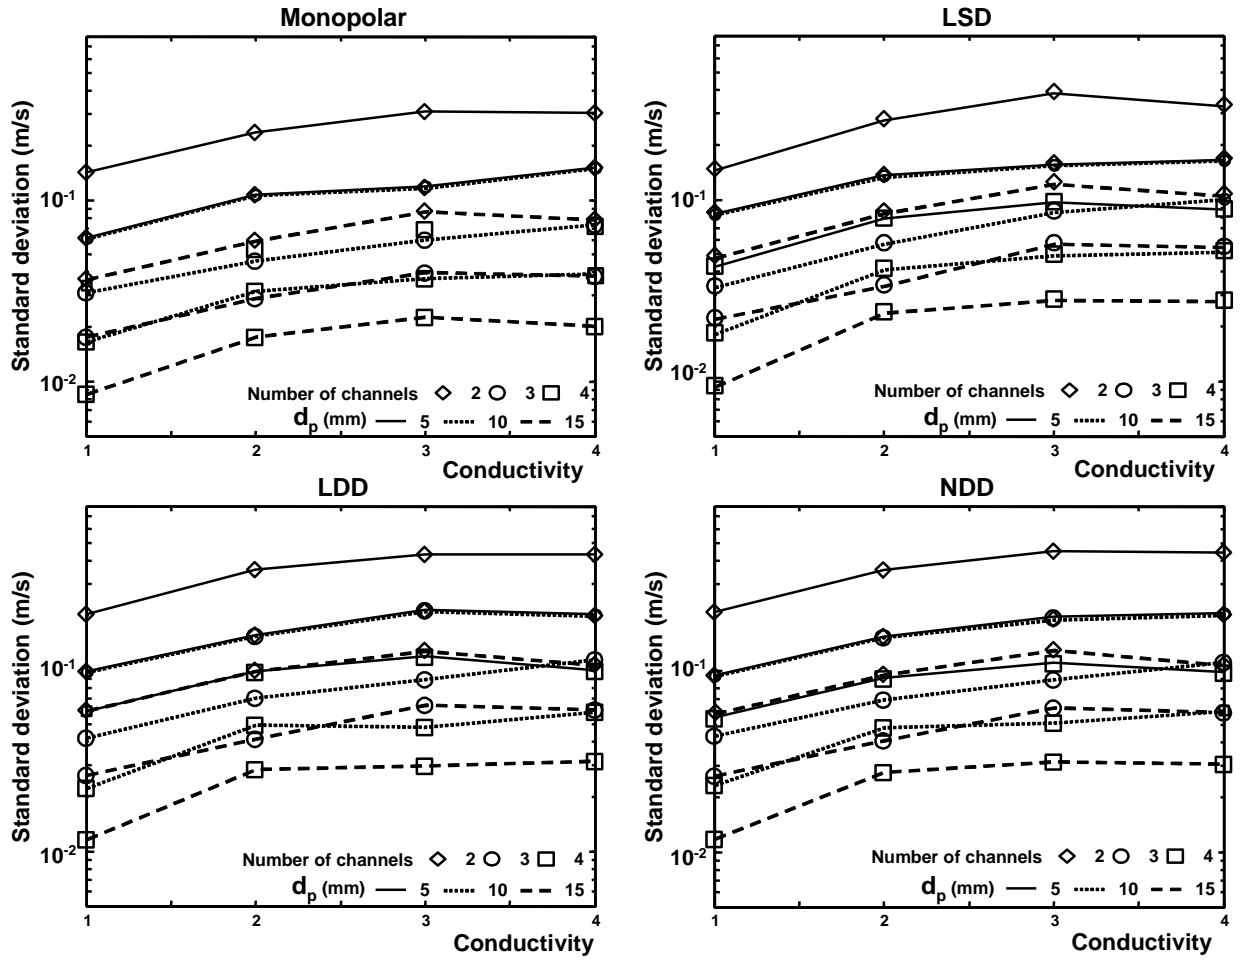 Monopolar
Standard deviation (m/s)
10-1
10-2
Number of channels 2 3 4
dp (mm) 5 10 15
1 2 3 4
Conductivity
LSD
Standard deviation (m/s)
10-1
10-2
Number of channels 2 3 4
dp (mm) 5 10 15
1 2 3 4
Conductivity
LDD
Standard deviation (m/s)
10-1
10-2
Number of channels 2 3 4
dp (mm) 5 10 15
1 2 3 4
Conductivity
NDD
Standard deviation (m/s)
10-1
10-2
Number of channels 2 3 4
dp (mm) 5 10 15
1 2 3 4
Conductivity